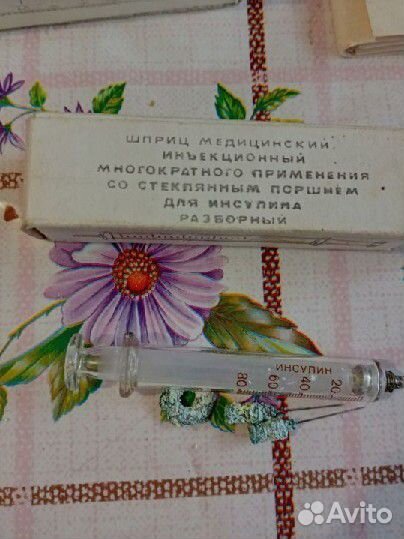 ШПРИЦ МЕДИЦИНСКИЙ
ИНЪЕКЦИОННЫЙ
МНОГОКРАТНОГО ПРИМЕНЕНИЯ
СО СТЕКЛЯННЫМ ПОРШНЕМ
ДЛЯ ИНСУЛИНА
РАЗБОРНЫЙ
ИНСУЛИН
80 60 40 20
Avito